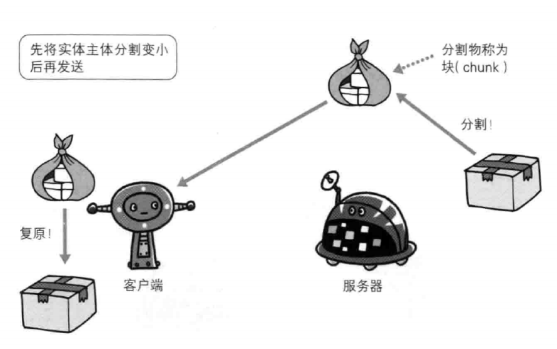 先将实体主体分割变小
后再发送
分割物称为
块(chunk)
分割!
复原!
客户端
服务器